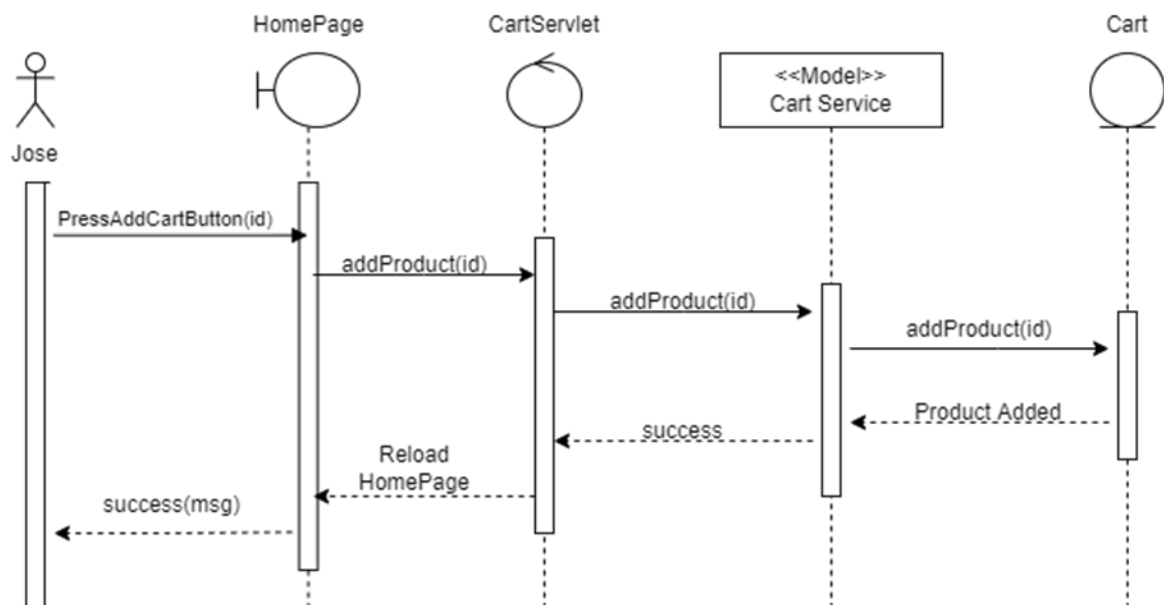 HomePage
CartServlet
Cart
<<Model>>
Cart Service
Jose
PressAddCartButton(id)
addProduct(id)
addProduct(id)
addProduct(id)
Product Added
success
Reload
HomePage
success(msg)